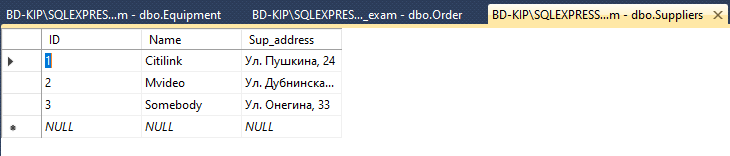 BD-KIP\SQLEXPRESS...m - dbo.Equipment BD-KIP\SQLEXPRES..._exam - dbo.Order BD-KIP\SQLEXPRESS...m - dbo.Suppliers
ID Name Sup_address
1 Citilink Ул. Пушкина, 24
2 Mvideo Ул. Дубнинска...
3 Somebody Ул. Онегина, 33
NULL NULL NULL